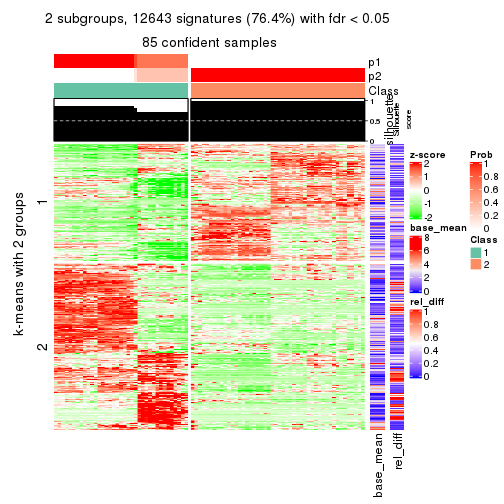 2 subgroups, 12643 signatures (76.4%) with fdr < 0.05
85 confident samples
p1
p2
Class
1
0.5
0
silhouette
Silhouette
score
k-means with 2 groups
1
2
z-score
2
1
0
-1
-2
base_mean
8
6
4
2
0
rel_diff
1
0.8
0.6
0.4
0.2
0
Prob
1
0.8
0.6
0.4
0.2
0
Class
1
2
base_mean
rel_diff